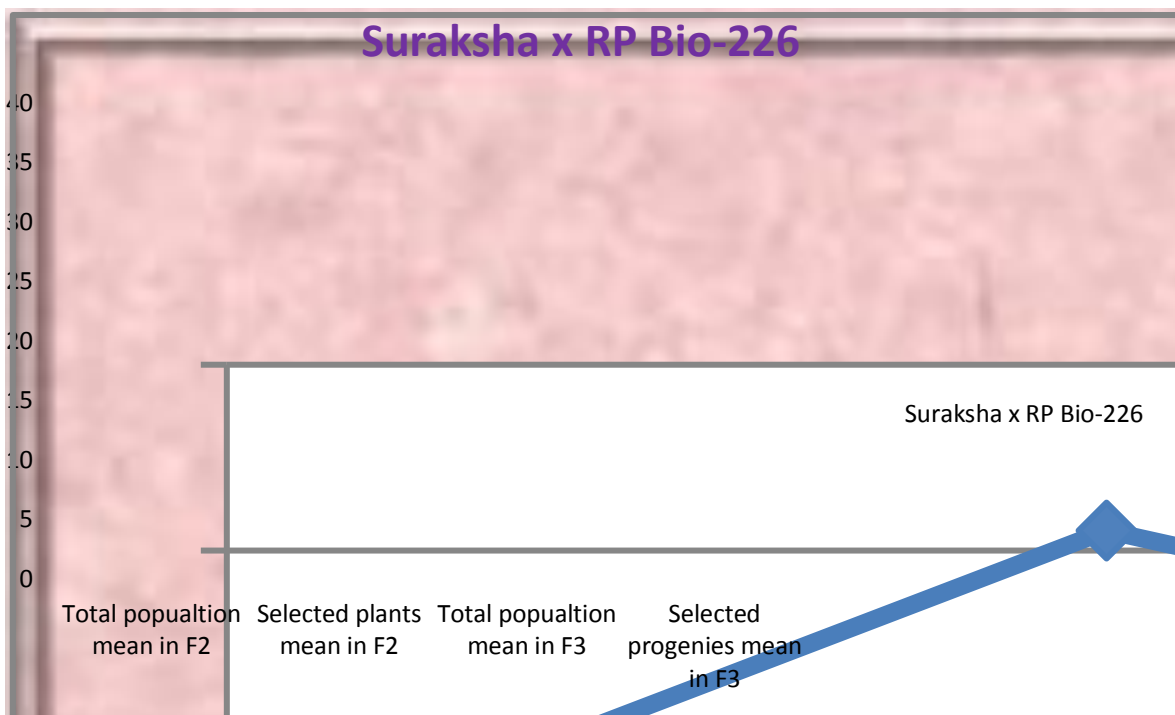 Suraksha x RP Bio-226
40
35
30
25
20
15
10
5
0
Suraksha x RP Bio-226
Total popualtion
mean in F2
Selected plants
mean in F2
Total popualtion
mean in F3
Selected
progenies mean
in F3